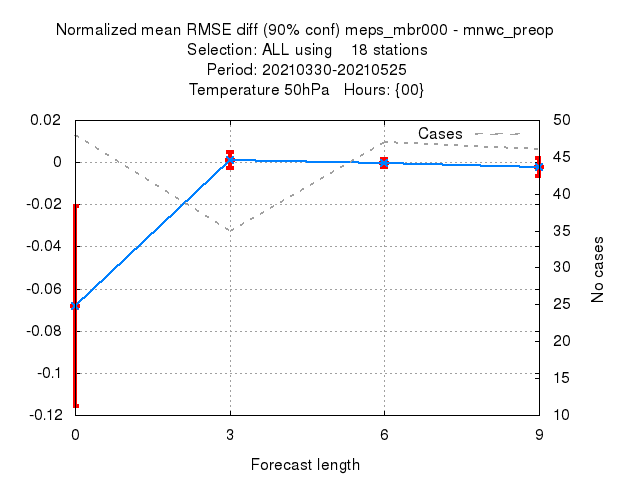 Normalized mean RMSE diff (90% conf) meps_mbr000 - mnwc_preop
Selection: ALL using    18 stations
Period: 20210330-20210525
Temperature 50hPa   Hours: {00}
Cases
0.02
0
-0.02
-0.04
-0.06
-0.08
-0.1
-0.12
50
45
40
35
30
25
20
15
10
No cases
0 3 6 9
Forecast length